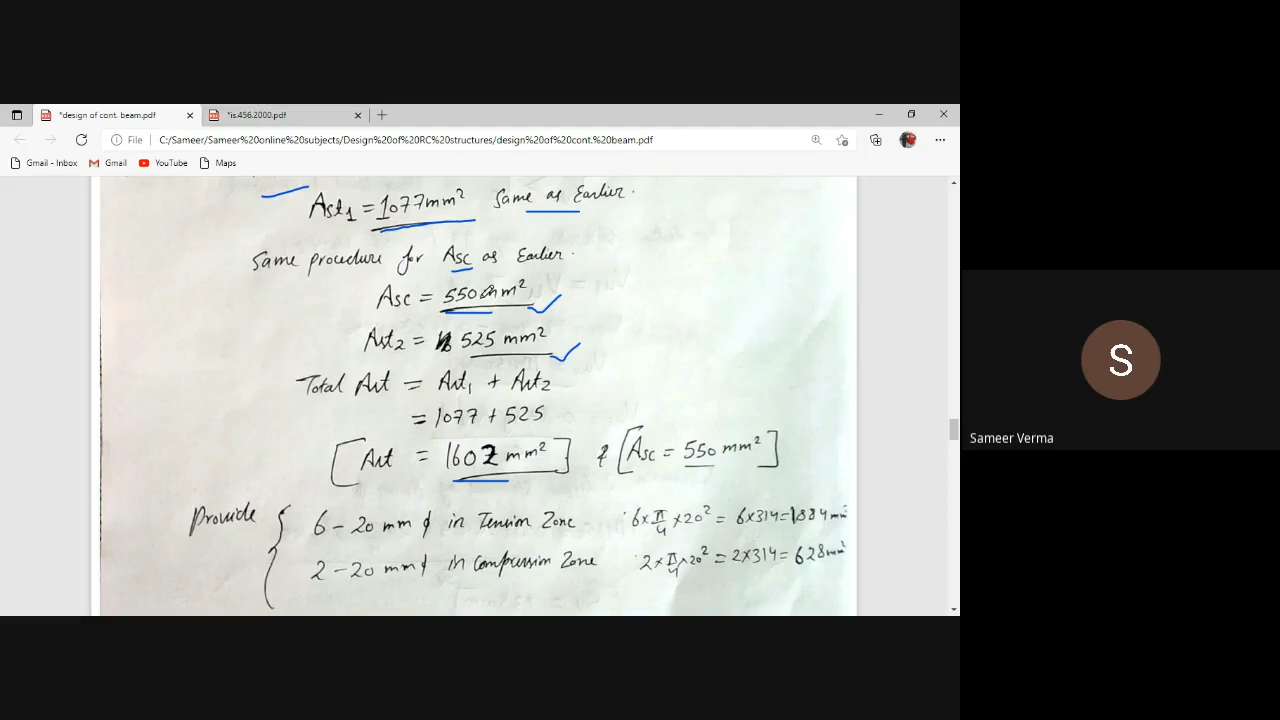 *design of cont. beam.pdf
*is.456.2000.pdf
File C:/Sameer/Sameer%20online%20subjects/Design%20of%20RC%20structures/design%20of%20cont.%20beam.pdf
Gmail - Inbox Gmail YouTube Maps
Ast1 = 1077mm² Same as Earlier.
Same procedure for Asc as Earlier.
Asc = 550 mm²
Ast2 = 525 mm²
Total Ast = Ast1 + Ast2
= 1077 + 525
[Ast = 1602 mm²] & [Asc = 550 mm²]
Provide { 6 - 20 mm ϕ in Tension Zone 6 x π/4 x 20² = 6x314 = 1884 mm²
2 - 20 mm ϕ in Compression Zone 2 x π/4 x 20² = 2x314 = 628 mm²
S
Sameer Verma